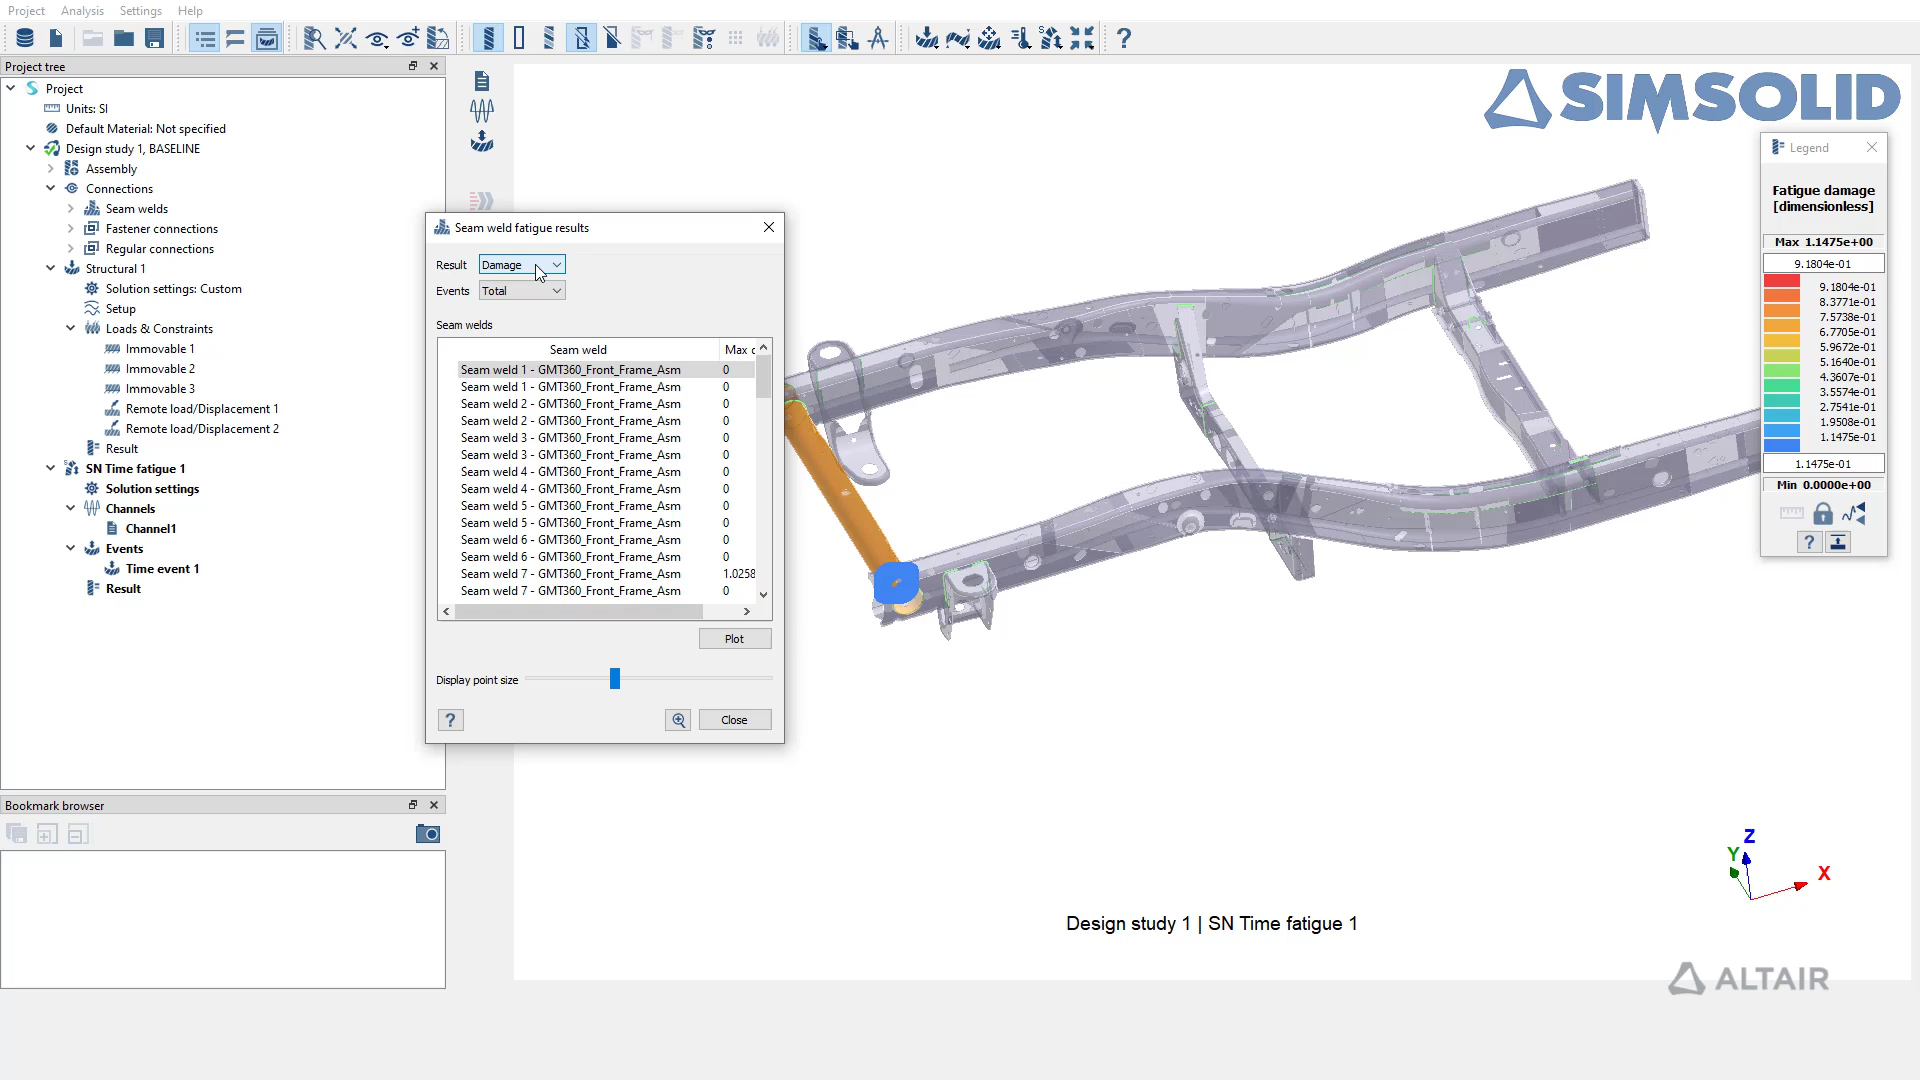 Project Analysis Settings Help
Project tree
Project
Units: SI
Default Material: Not specified
Design study 1, BASELINE
Assembly
Connections
Seam welds
Fastener connections
Regular connections
Structural 1
Solution settings: Custom
Setup
Loads & Constraints
Immovable 1
Immovable 2
Immovable 3
Remote load/Displacement 1
Remote load/Displacement 2
Result
SN Time fatigue 1
Solution settings
Channels
Channel1
Events
Time event 1
Result
Bookmark browser
Seam weld fatigue results
Result Damage
Events Total
Seam welds
Seam weld Max
Seam weld 1 - GMT360_Front_Frame_Asm 0
Seam weld 1 - GMT360_Front_Frame_Asm 0
Seam weld 2 - GMT360_Front_Frame_Asm 0
Seam weld 2 - GMT360_Front_Frame_Asm 0
Seam weld 3 - GMT360_Front_Frame_Asm 0
Seam weld 3 - GMT360_Front_Frame_Asm 0
Seam weld 4 - GMT360_Front_Frame_Asm 0
Seam weld 4 - GMT360_Front_Frame_Asm 0
Seam weld 5 - GMT360_Front_Frame_Asm 0
Seam weld 5 - GMT360_Front_Frame_Asm 0
Seam weld 6 - GMT360_Front_Frame_Asm 0
Seam weld 6 - GMT360_Front_Frame_Asm 0
Seam weld 7 - GMT360_Front_Frame_Asm 1.0258
Seam weld 7 - GMT360_Front_Frame_Asm 0
Plot
Display point size
? Close
SIMSOLID
Legend
Fatigue damage
[dimensionless]
Max 1.1475e+00
9.1804e-01
9.1804e-01
8.3771e-01
7.5738e-01
6.7705e-01
5.9672e-01
5.1640e-01
4.3607e-01
3.5574e-01
2.7541e-01
1.9508e-01
1.1475e-01
1.1475e-01
Min 0.0000e+00
?
Z
Y
X
Design study 1 | SN Time fatigue 1
ALTAIR